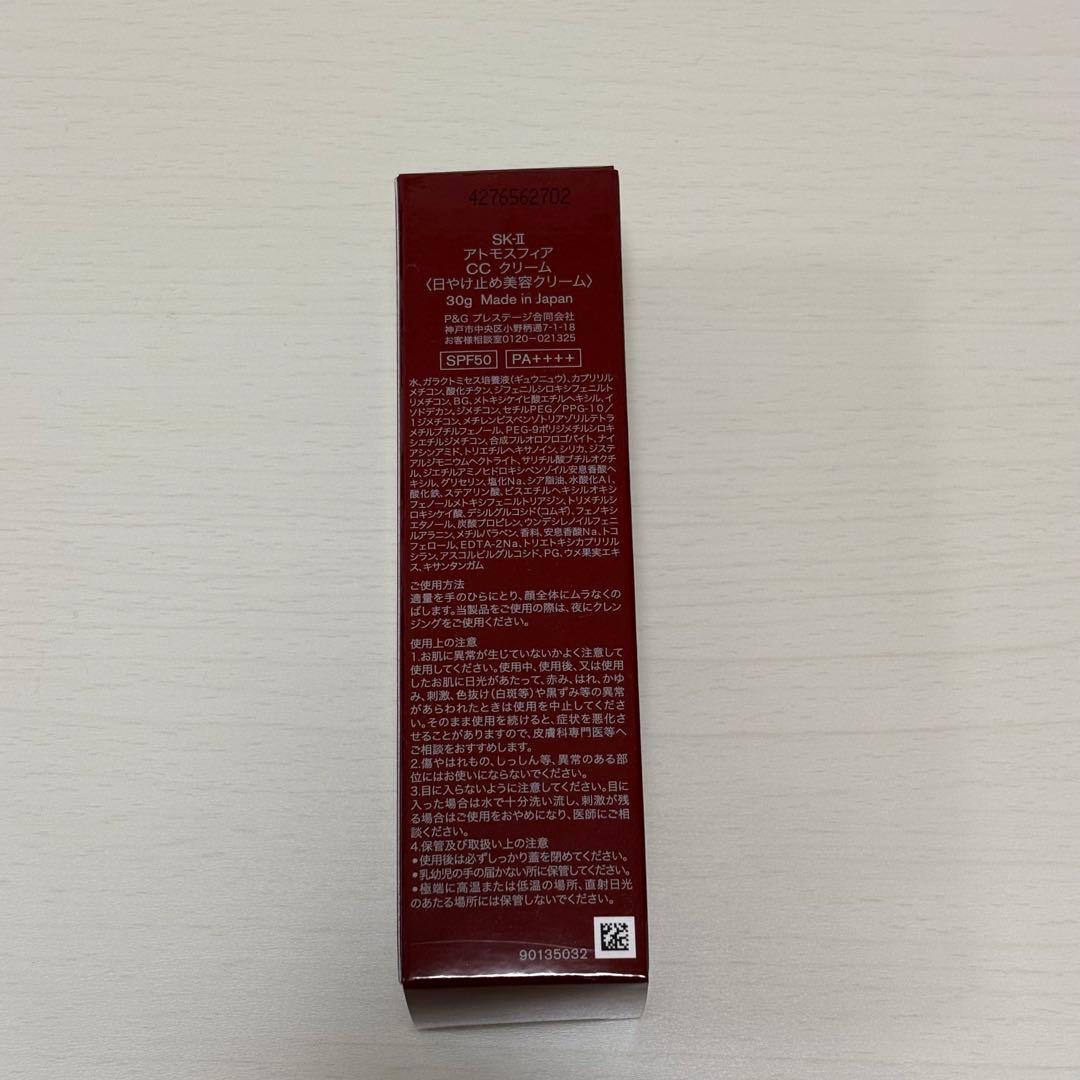 4276562702
SK-II
アトモスフィア
CC クリーム
〈日やけ止め美容クリーム〉
30g Made in Japan
P&G プレステージ合同会社
神戸市中央区小野柄通7-1-18
お客様相談室0120-021325
SPF50 PA++++
水、ガラクトミセス培養液(ギュウニュウ)、カプリリル
メチコン、酸化チタン、ジフェニルシロキシフェニルト
リメチコン、BG、メトキシケイヒ酸エチルヘキシル、イ
ソドデカン、ジメチコン、セチルPEG/PPG-10/
1ジメチコン、メチレンビスベンゾトリアゾリルテトラ
メチルブチルフェノール、PEG-9ポリジメチルシロキ
シエチルジメチコン、合成フルオロフロゴパイト、ナイ
アシンアミド、トリエチルヘキサノイン、シリカ、ジステ
アルジモニウムヘクトライト、サリチル酸ブチルオクチ
ル、ジエチルアミノヒドロキシベンゾイル安息香酸ヘ
キシル、グリセリン、塩化Na、シア脂油、水酸化Al、
酸化鉄、ステアリン酸、ビスエチルヘキシルオキシ
フェノールメトキシフェニルトリアジン、トリメチルシ
ロキシケイ酸、デシルグルコシド(コムギ)、フェノキシ
エタノール、炭酸プロピレン、ウンデシレノイルフェニ
ルアラニン、メチルパラベン、香料、安息香酸Na、トコ
フェロール、EDTA-2Na、トリエトキシカプリリル
シラン、アスコルビルグルコシド、PG、ウメ果実エキ
ス、キサンタンガム
ご使用方法
適量を手のひらにとり、顔全体にムラなくの
ばします。当製品をご使用の際は、夜にクレン
ジングをご使用ください。
使用上の注意
1.お肌に異常が生じていないかよく注意して
使用してください。使用中、使用後、又は使用
したお肌に日光があたって、赤み、はれ、かゆ
み、刺激、色抜け(白斑等)や黒ずみ等の異常
があらわれたときは使用を中止してくださ
い。そのまま使用を続けると、症状を悪化さ
せることがありますので、皮膚科専門医等へ
ご相談をおすすめします。
2.傷やはれもの、しっしん等、異常のある部
位にはお使いにならないでください。
3.目に入らないように注意してください。目に
入った場合は水で十分洗い流し、刺激が残
る場合はご使用をおやめになり、医師にご相
談ください。
4.保管及び取扱い上の注意
●使用後は必ずしっかり蓋を閉めてください。
●乳幼児の手の届かない所に保管してください。
●極端に高温または低温の場所、直射日光
のあたる場所には保管しないでください。
90135032